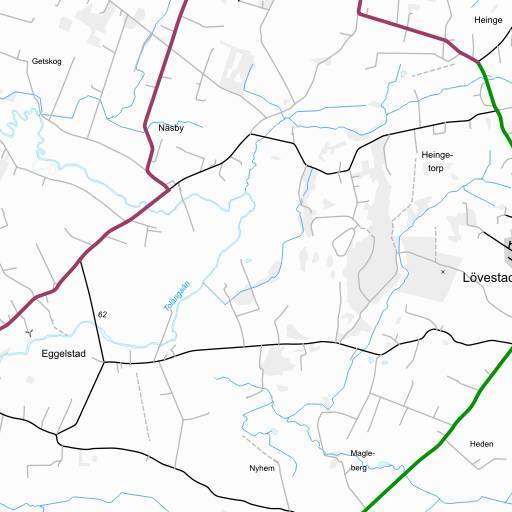 Heinge
Getskog
Näsby
Heinge-
torp
Lövestad
Tolångaån
62
Eggelstad
Heden
Magle-
berg
Nyhem